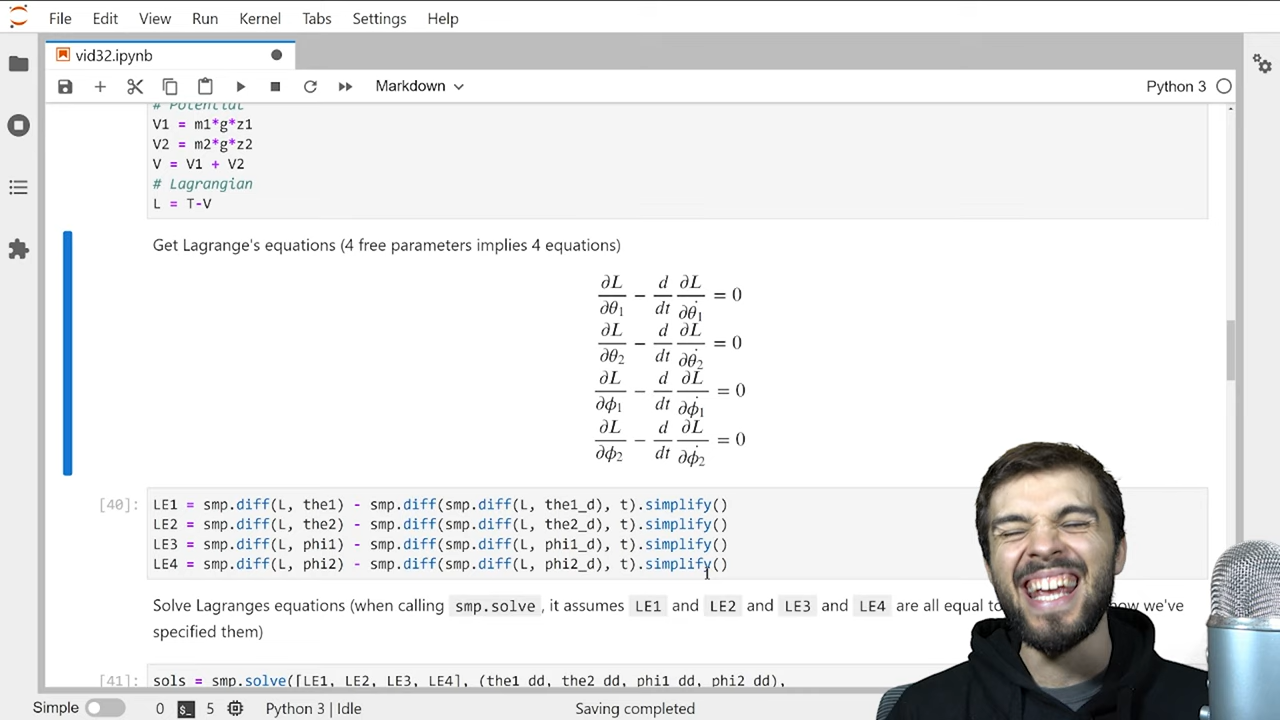 File Edit View Run Kernel Tabs Settings Help
vid32.ipynb
Markdown
Python 3
# Potential
V1 = m1*g*z1
V2 = m2*g*z2
V = V1 + V2
# Lagrangian
L = T-V
Get Lagrange's equations (4 free parameters implies 4 equations)
∂L/∂θ₁ − d/dt ∂L/∂θ̇₁ = 0
∂L/∂θ₂ − d/dt ∂L/∂θ̇₂ = 0
∂L/∂ϕ₁ − d/dt ∂L/∂ϕ̇₁ = 0
∂L/∂ϕ₂ − d/dt ∂L/∂ϕ̇₂ = 0
[40]: LE1 = smp.diff(L, the1) - smp.diff(smp.diff(L, the1_d), t).simplify()
LE2 = smp.diff(L, the2) - smp.diff(smp.diff(L, the2_d), t).simplify()
LE3 = smp.diff(L, phi1) - smp.diff(smp.diff(L, phi1_d), t).simplify()
LE4 = smp.diff(L, phi2) - smp.diff(smp.diff(L, phi2_d), t).simplify()
Solve Lagranges equations (when calling smp.solve, it assumes LE1 and LE2 and LE3 and LE4 are all equal to we've
specified them)
[41]: sols = smp.solve([LE1, LE2, LE3, LE4], (the1_dd, the2_dd, phi1_dd, phi2_dd),
Simple 0 $_ 5 Python 3 | Idle Saving completed